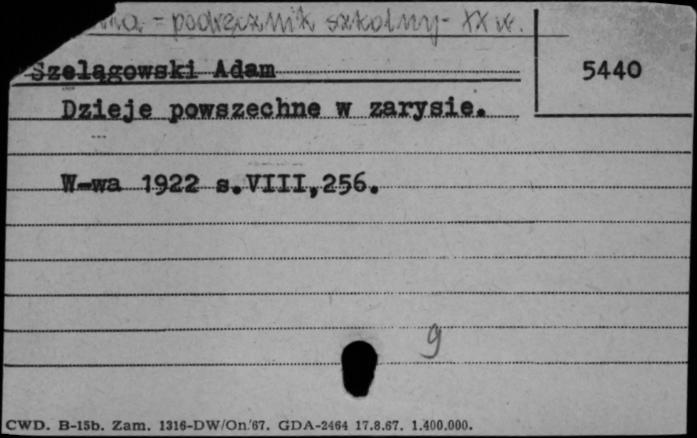 - podręcznik szkolny - XX w.
Szelągowski Adam
5440
Dzieje powszechne w zarysie.
W-wa 1922 s.VIII,256.
9
CWD. B-15b. Zam. 1316-DW/On/67. GDA-2464 17.8.67. 1.400.000.